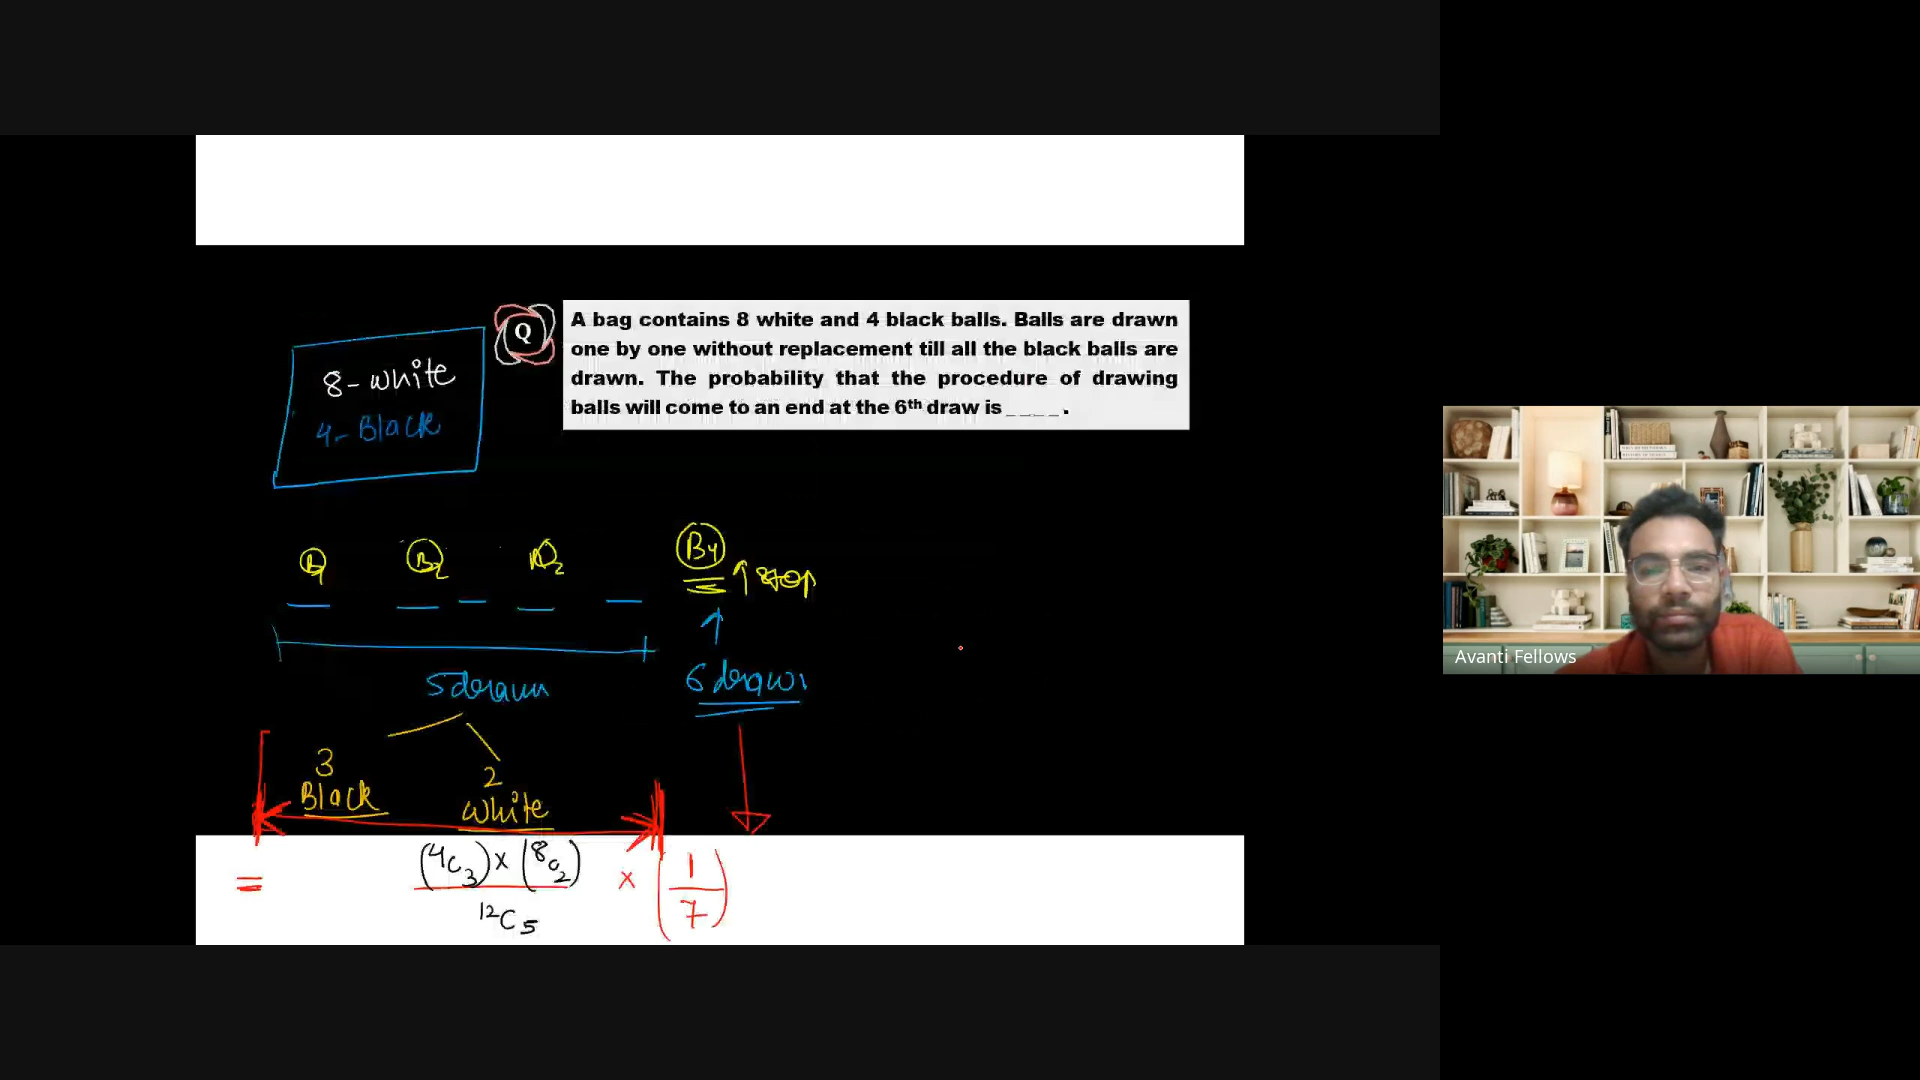 A bag contains 8 white and 4 black balls. Balls are drawn
one by one without replacement till all the black balls are
drawn. The probability that the procedure of drawing
balls will come to an end at the 6th draw is _ _ _ _ .
Q
8 - white
4 - Black
B1 B2 B4
↑ stop
5 drawn
6 draw
3
Black
2
white
= (4C3) x (8C2) / 12C5 x (1/7)
Avanti Fellows